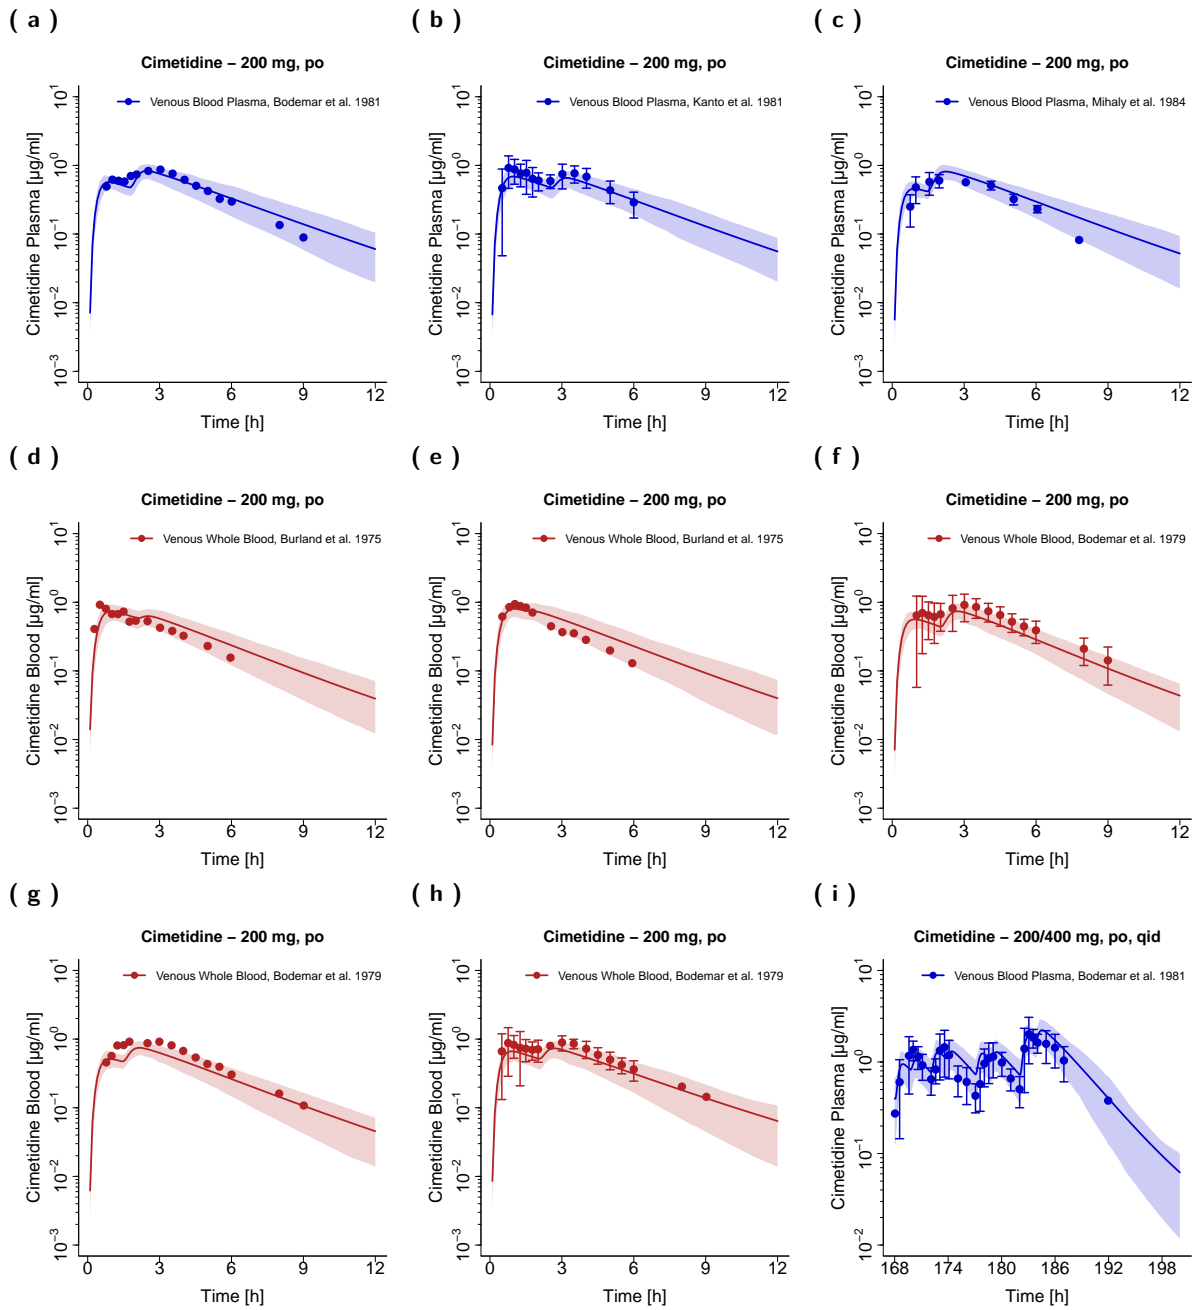 ( a )
Cimetidine – 200 mg, po
Venous Blood Plasma, Bodemar et al. 1981
Cimetidine Plasma [µg/ml]
10^1
10^0
10^−1
10^−2
10^−3
0 3 6 9 12
Time [h]
( b )
Cimetidine – 200 mg, po
Venous Blood Plasma, Kanto et al. 1981
Cimetidine Plasma [µg/ml]
10^1
10^0
10^−1
10^−2
10^−3
0 3 6 9 12
Time [h]
( c )
Cimetidine – 200 mg, po
Venous Blood Plasma, Mihaly et al. 1984
Cimetidine Plasma [µg/ml]
10^1
10^0
10^−1
10^−2
10^−3
0 3 6 9 12
Time [h]
( d )
Cimetidine – 200 mg, po
Venous Whole Blood, Burland et al. 1975
Cimetidine Blood [µg/ml]
10^1
10^0
10^−1
10^−2
10^−3
0 3 6 9 12
Time [h]
( e )
Cimetidine – 200 mg, po
Venous Whole Blood, Burland et al. 1975
Cimetidine Blood [µg/ml]
10^1
10^0
10^−1
10^−2
10^−3
0 3 6 9 12
Time [h]
( f )
Cimetidine – 200 mg, po
Venous Whole Blood, Bodemar et al. 1979
Cimetidine Blood [µg/ml]
10^1
10^0
10^−1
10^−2
10^−3
0 3 6 9 12
Time [h]
( g )
Cimetidine – 200 mg, po
Venous Whole Blood, Bodemar et al. 1979
Cimetidine Blood [µg/ml]
10^1
10^0
10^−1
10^−2
10^−3
0 3 6 9 12
Time [h]
( h )
Cimetidine – 200 mg, po
Venous Whole Blood, Bodemar et al. 1979
Cimetidine Blood [µg/ml]
10^1
10^0
10^−1
10^−2
10^−3
0 3 6 9 12
Time [h]
( i )
Cimetidine – 200/400 mg, po, qid
Venous Blood Plasma, Bodemar et al. 1981
Cimetidine Plasma [µg/ml]
10^1
10^0
10^−1
10^−2
168 174 180 186 192 198
Time [h]